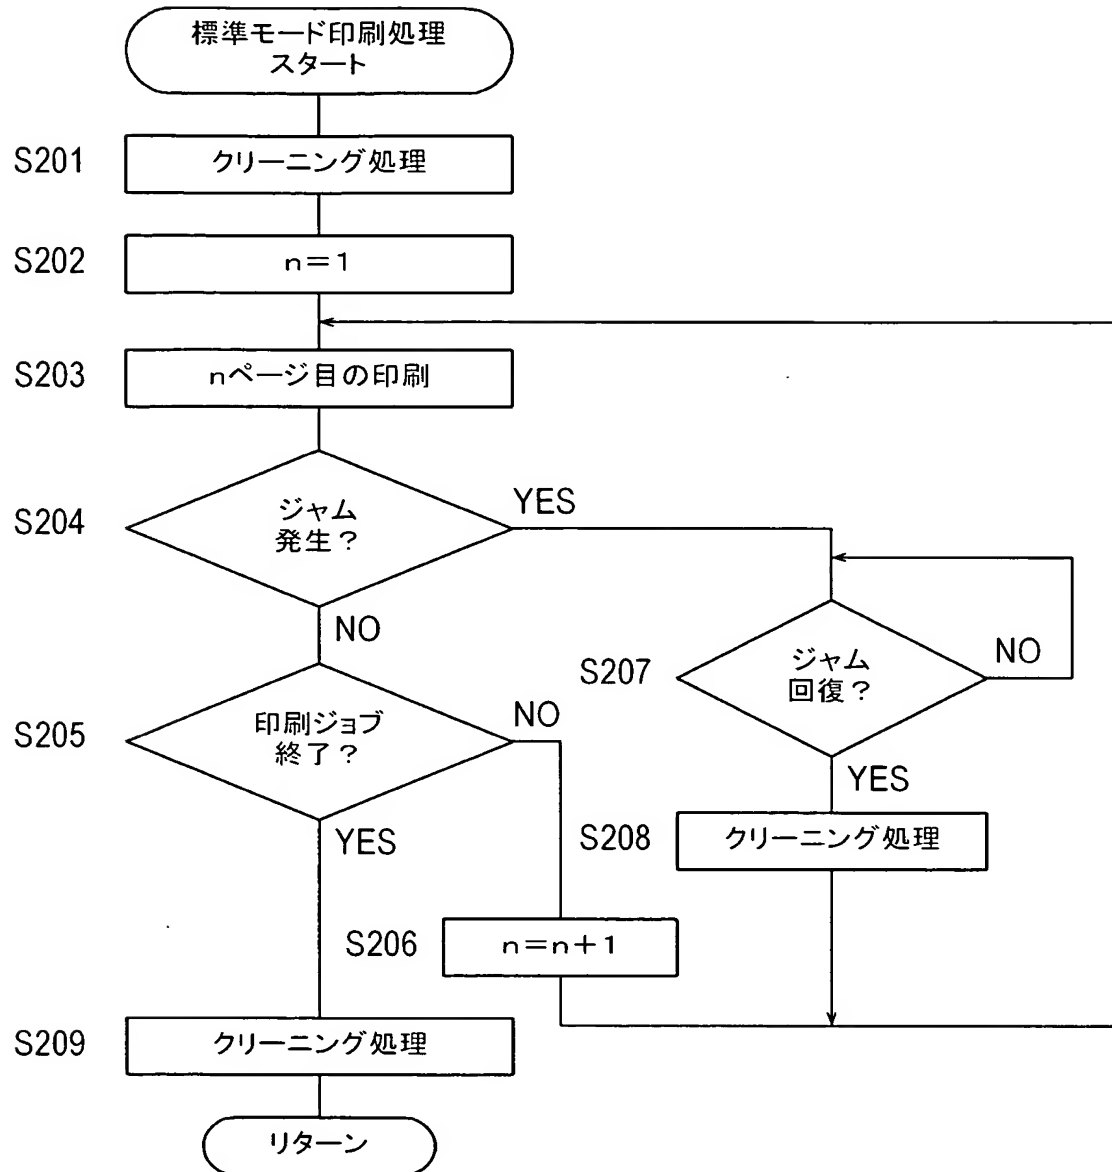 標準モード印刷処理
スタート
S201
クリーニング処理
S202
n=1
S203
nページ目の印刷
S204
ジャム
発生?
YES
NO
S207
ジャム
回復?
NO
S205
印刷ジョブ
終了?
NO
YES
YES
S208
クリーニング処理
S206
n=n+1
S209
クリーニング処理
リターン